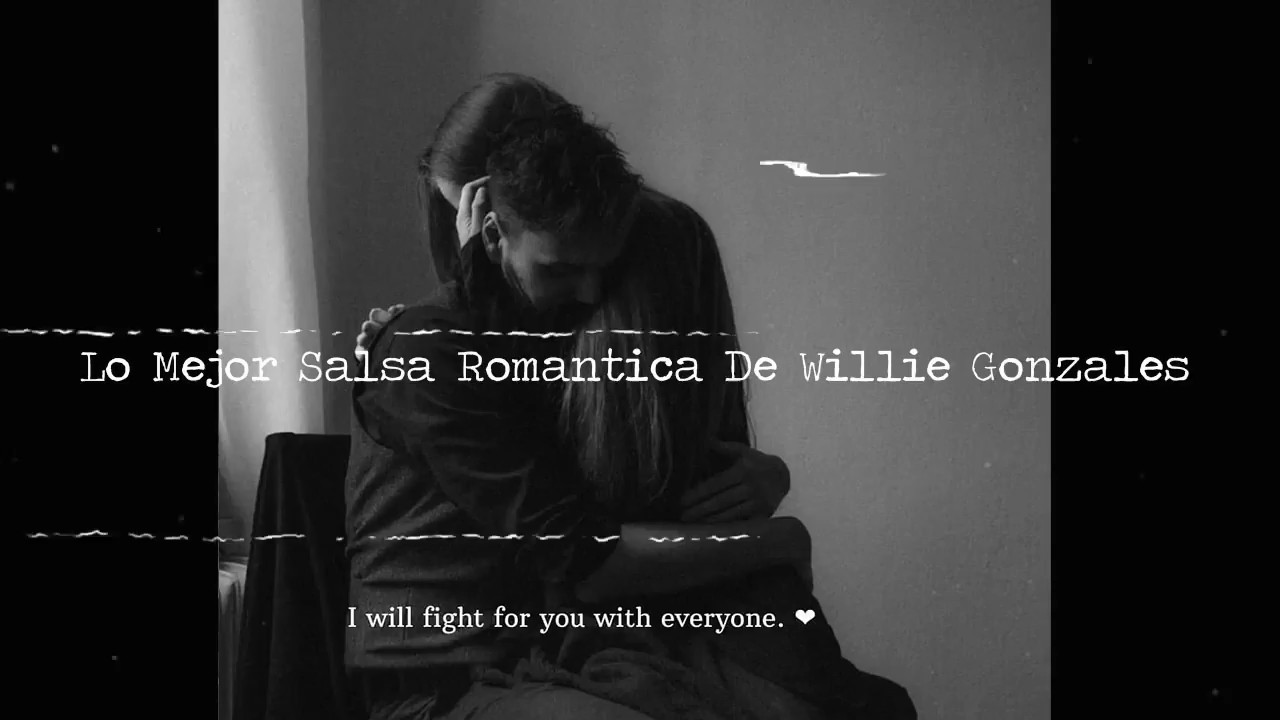 Lo Mejor Salsa Romantica De Willie Gonzales
I will fight for you with everyone. ❤